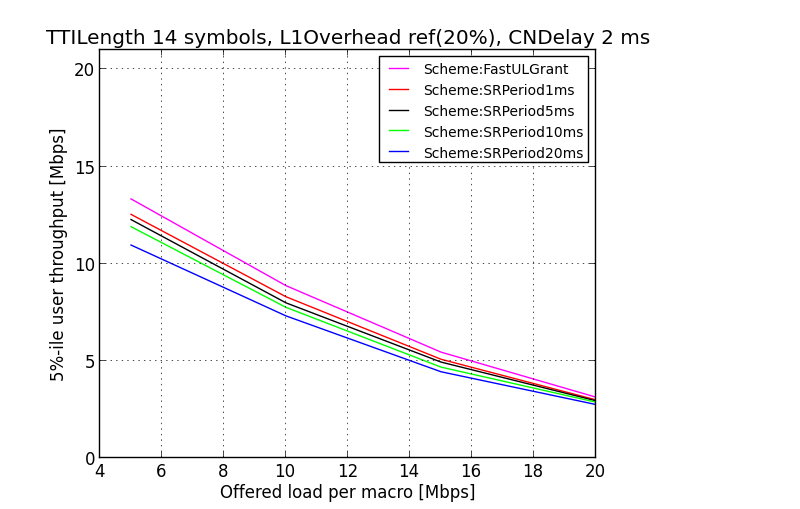 TTILength 14 symbols, L1Overhead ref(20%), CNDelay 2 ms
Scheme:FastULGrant
Scheme:SRPeriod1ms
Scheme:SRPeriod5ms
Scheme:SRPeriod10ms
Scheme:SRPeriod20ms
5%-ile user throughput [Mbps]
20
15
10
5
0
4 6 8 10 12 14 16 18 20
Offered load per macro [Mbps]